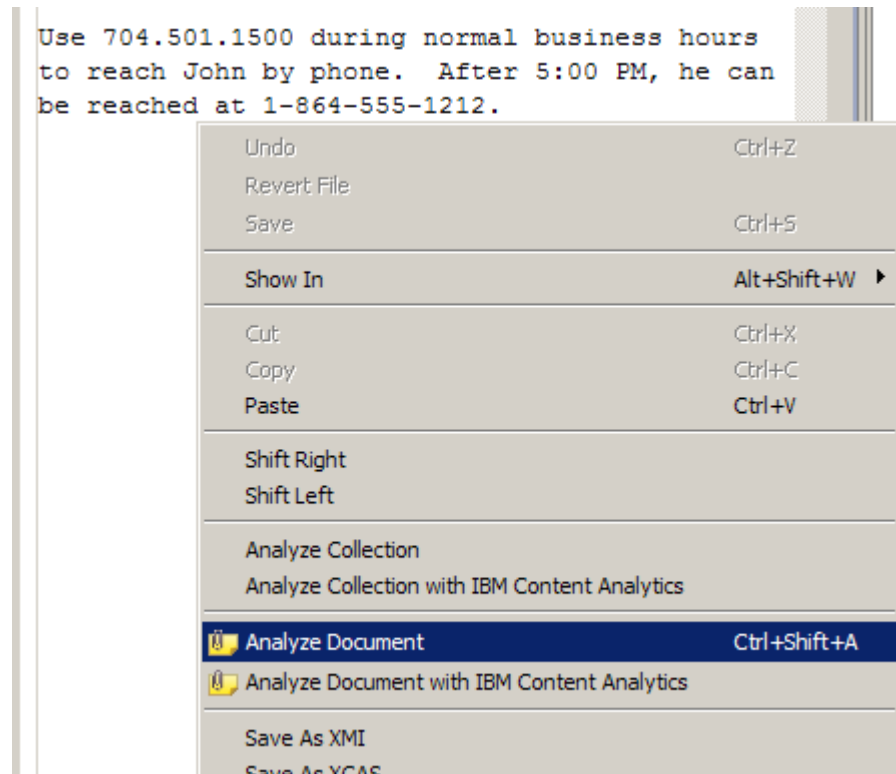 Use 704.501.1500 during normal business hours
to reach John by phone.  After 5:00 PM, he can
be reached at 1-864-555-1212.
Undo Ctrl+Z
Revert File
Save Ctrl+S
Show In Alt+Shift+W
Cut Ctrl+X
Copy Ctrl+C
Paste Ctrl+V
Shift Right
Shift Left
Analyze Collection
Analyze Collection with IBM Content Analytics
Analyze Document Ctrl+Shift+A
Analyze Document with IBM Content Analytics
Save As XMI
Save As XCAS